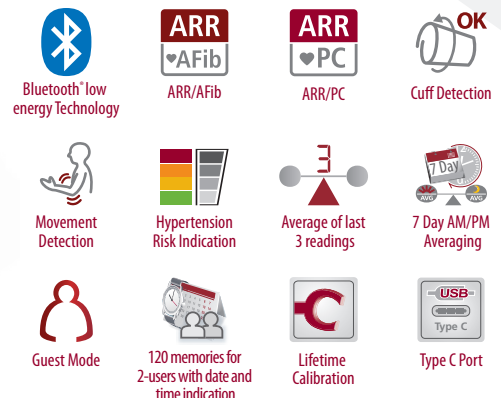 ARR
ARR
OK
♥AFib
♥PC
Bluetooth® low
energy Technology
ARR/AFib
ARR/PC
Cuff Detection
3
7 Day
AVG
AVG
Movement
Detection
Hypertension
Risk Indication
Average of last
3 readings
7 Day AM/PM
Averaging
USB
Type C
Guest Mode
120 memories for
2-users with date and
time indication
Lifetime
Calibration
Type C Port